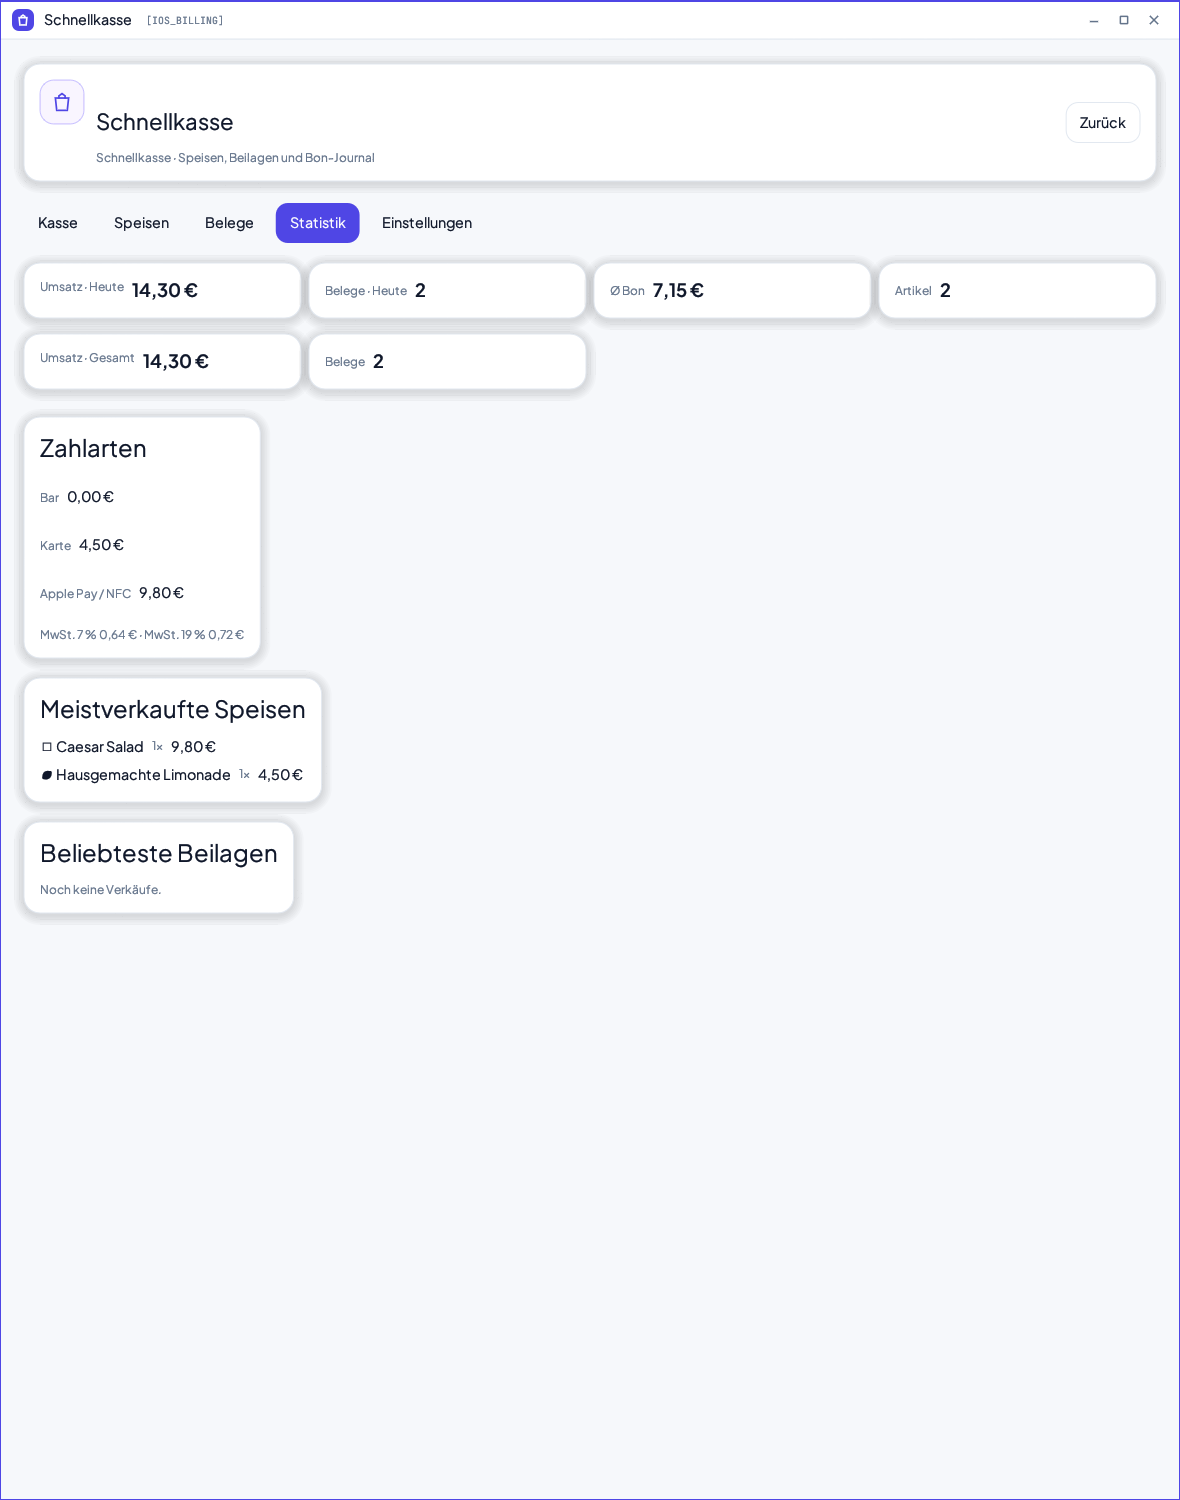 Schnellkasse [IOS_BILLING]
Schnellkasse
Zurück
Schnellkasse · Speisen, Beilagen und Bon-Journal
Kasse Speisen Belege Statistik Einstellungen
Umsatz · Heute 14,30 € Belege · Heute 2 Ø Bon 7,15 € Artikel 2
Umsatz · Gesamt 14,30 € Belege 2
Zahlarten
Bar 0,00 €
Karte 4,50 €
Apple Pay / NFC 9,80 €
MwSt. 7 % 0,64 € · MwSt. 19 % 0,72 €
Meistverkaufte Speisen
Caesar Salad 1× 9,80 €
Hausgemachte Limonade 1× 4,50 €
Beliebteste Beilagen
Noch keine Verkäufe.